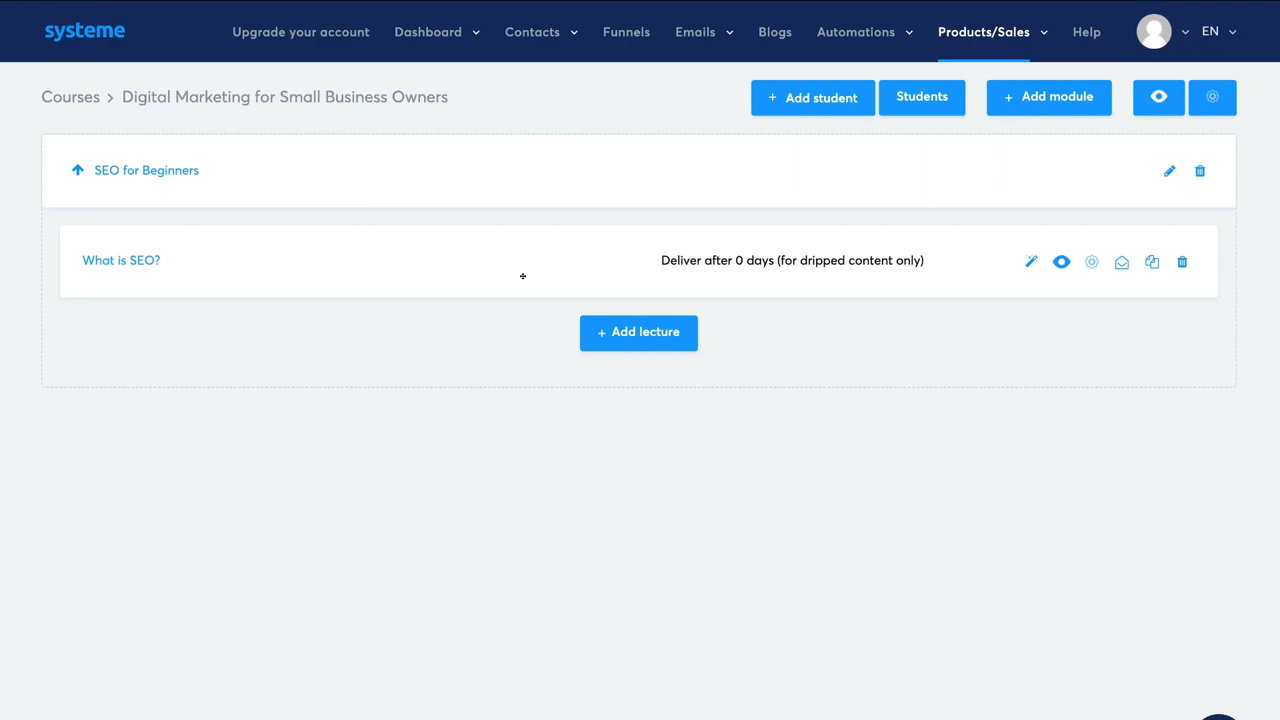 systeme
Upgrade your account Dashboard Contacts Funnels Emails Blogs Automations Products/Sales Help EN
Courses > Digital Marketing for Small Business Owners
+ Add student Students + Add module
SEO for Beginners
What is SEO? Deliver after 0 days (for dripped content only)
+ Add lecture